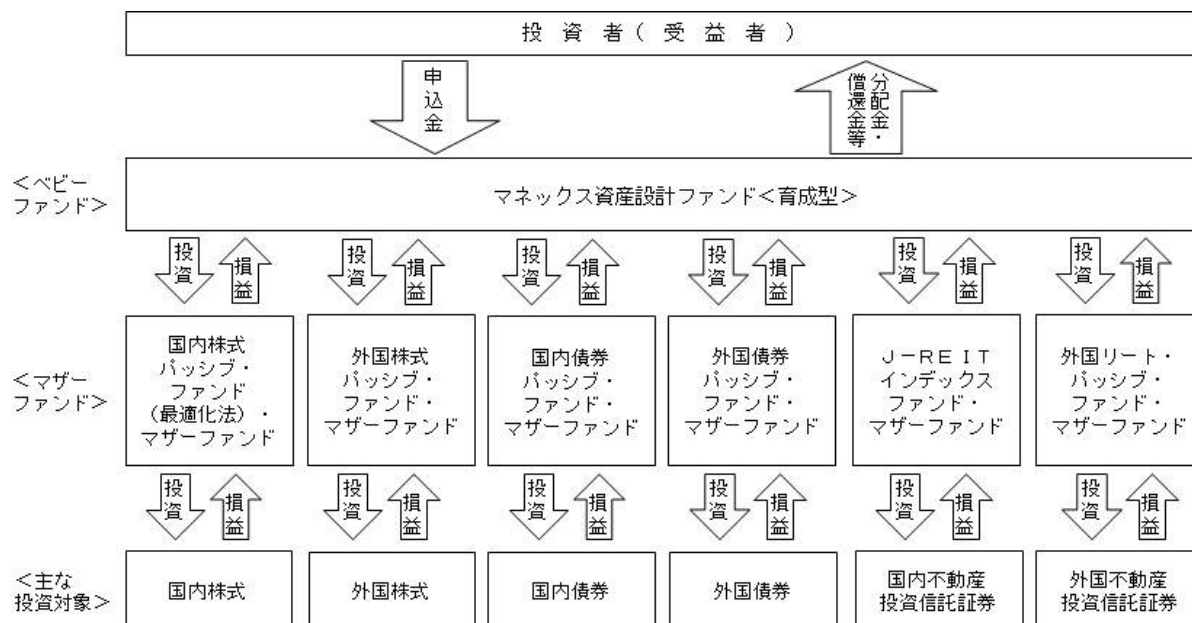 投 資 者 ( 受 益 者 )
申込金
分配金・
償還金等
<ベビー
ファンド>
マネックス資産設計ファンド<育成型>
投資
損益
投資
損益
投資
損益
投資
損益
投資
損益
投資
損益
<マザー
ファンド>
国内株式
パッシブ・
ファンド
(最適化法)・
マザーファンド
外国株式
パッシブ・
ファンド・
マザーファンド
国内債券
パッシブ・
ファンド・
マザーファンド
外国債券
パッシブ・
ファンド・
マザーファンド
J-REIT
インデックス
ファンド・
マザーファンド
外国リート・
パッシブ・
ファンド・
マザーファンド
投資
損益
投資
損益
投資
損益
投資
損益
投資
損益
投資
損益
<主な
投資対象>
国内株式
外国株式
国内債券
外国債券
国内不動産
投資信託証券
外国不動産
投資信託証券